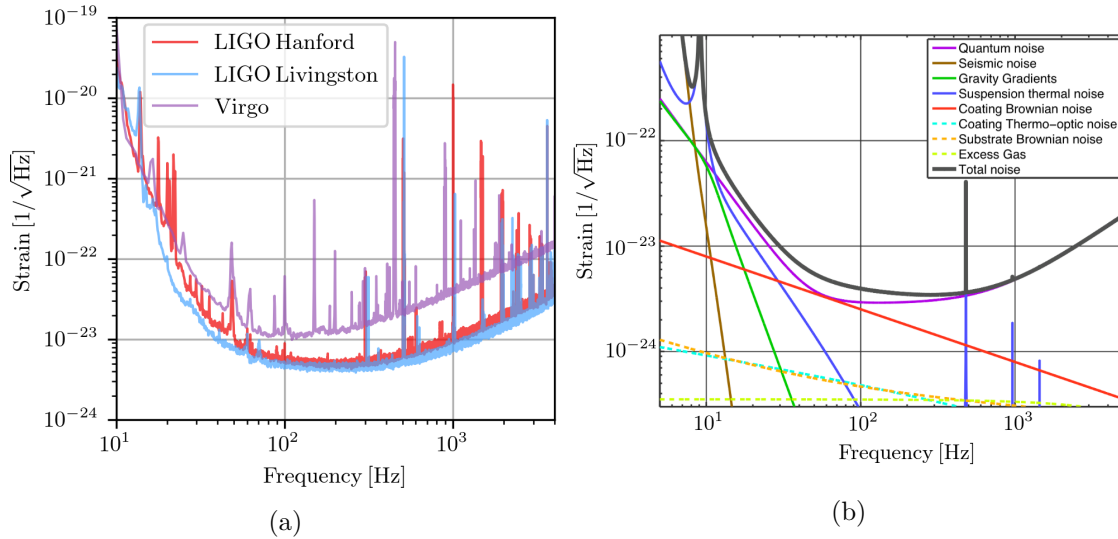 10^−19
10^−20
10^−21
10^−22
10^−23
10^−24
Strain [1/√Hz]
LIGO Hanford
LIGO Livingston
Virgo
10^1
10^2
10^3
Frequency [Hz]
(a)
10^−22
10^−23
10^−24
Strain [1/√Hz]
Quantum noise
Seismic noise
Gravity Gradients
Suspension thermal noise
Coating Brownian noise
Coating Thermo-optic noise
Substrate Brownian noise
Excess Gas
Total noise
10^1
10^2
10^3
Frequency [Hz]
(b)